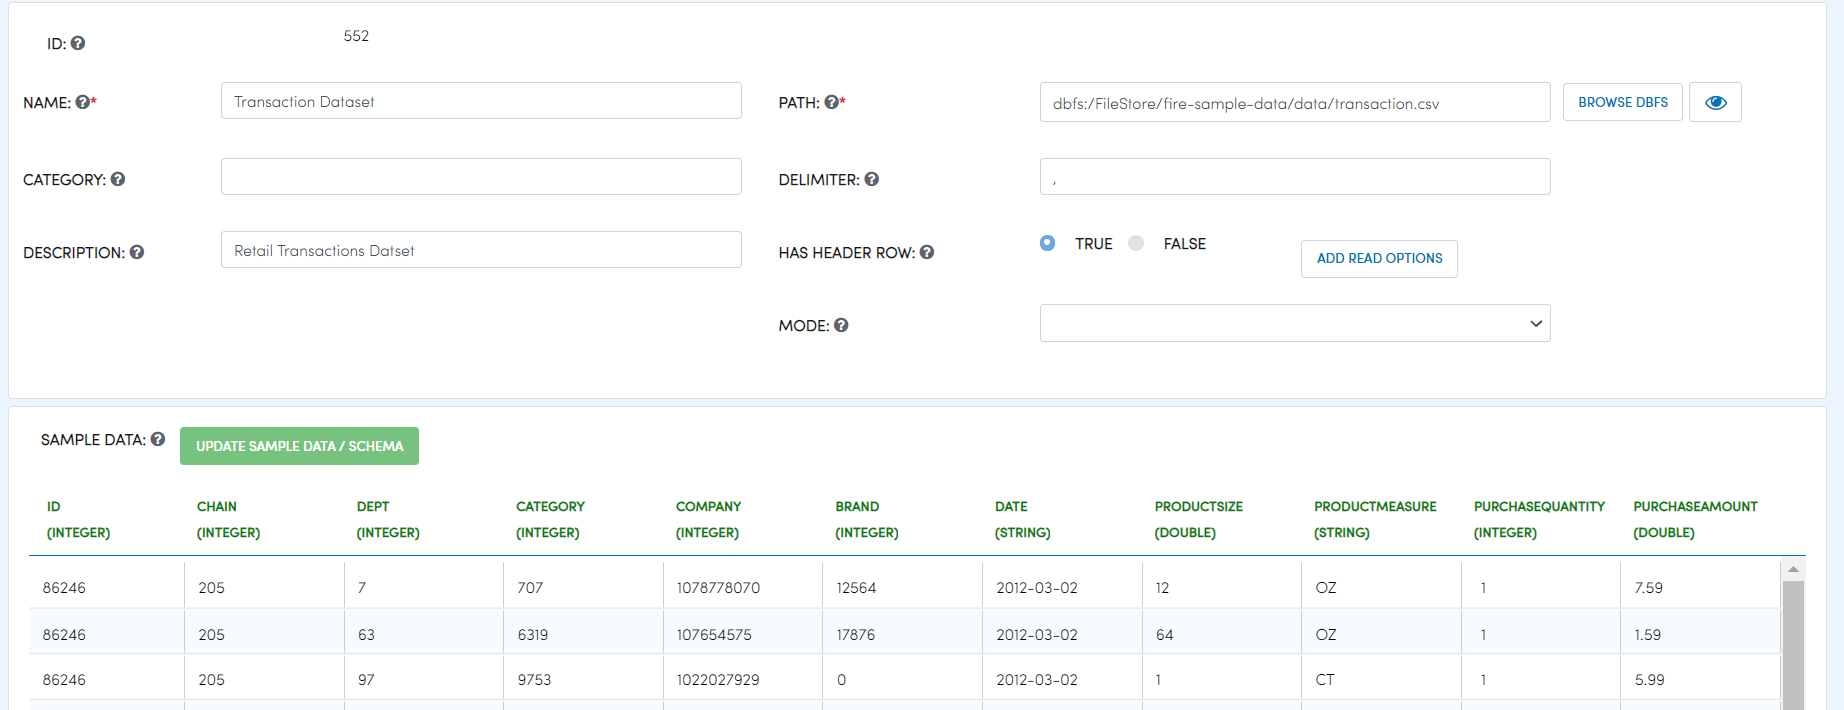 ID: 552
NAME: * Transaction Dataset PATH: * dbfs:/FileStore/fire-sample-data/data/transaction.csv BROWSE DBFS
CATEGORY: DELIMITER: ,
DESCRIPTION: Retail Transactions Datset HAS HEADER ROW: TRUE FALSE ADD READ OPTIONS
MODE:
SAMPLE DATA: UPDATE SAMPLE DATA / SCHEMA
ID CHAIN DEPT CATEGORY COMPANY BRAND DATE PRODUCTSIZE PRODUCTMEASURE PURCHASEQUANTITY PURCHASEAMOUNT
(INTEGER) (INTEGER) (INTEGER) (INTEGER) (INTEGER) (INTEGER) (STRING) (DOUBLE) (STRING) (INTEGER) (DOUBLE)
86246 205 7 707 1078778070 12564 2012-03-02 12 OZ 1 7.59
86246 205 63 6319 107654575 17876 2012-03-02 64 OZ 1 1.59
86246 205 97 9753 1022027929 0 2012-03-02 1 CT 1 5.99